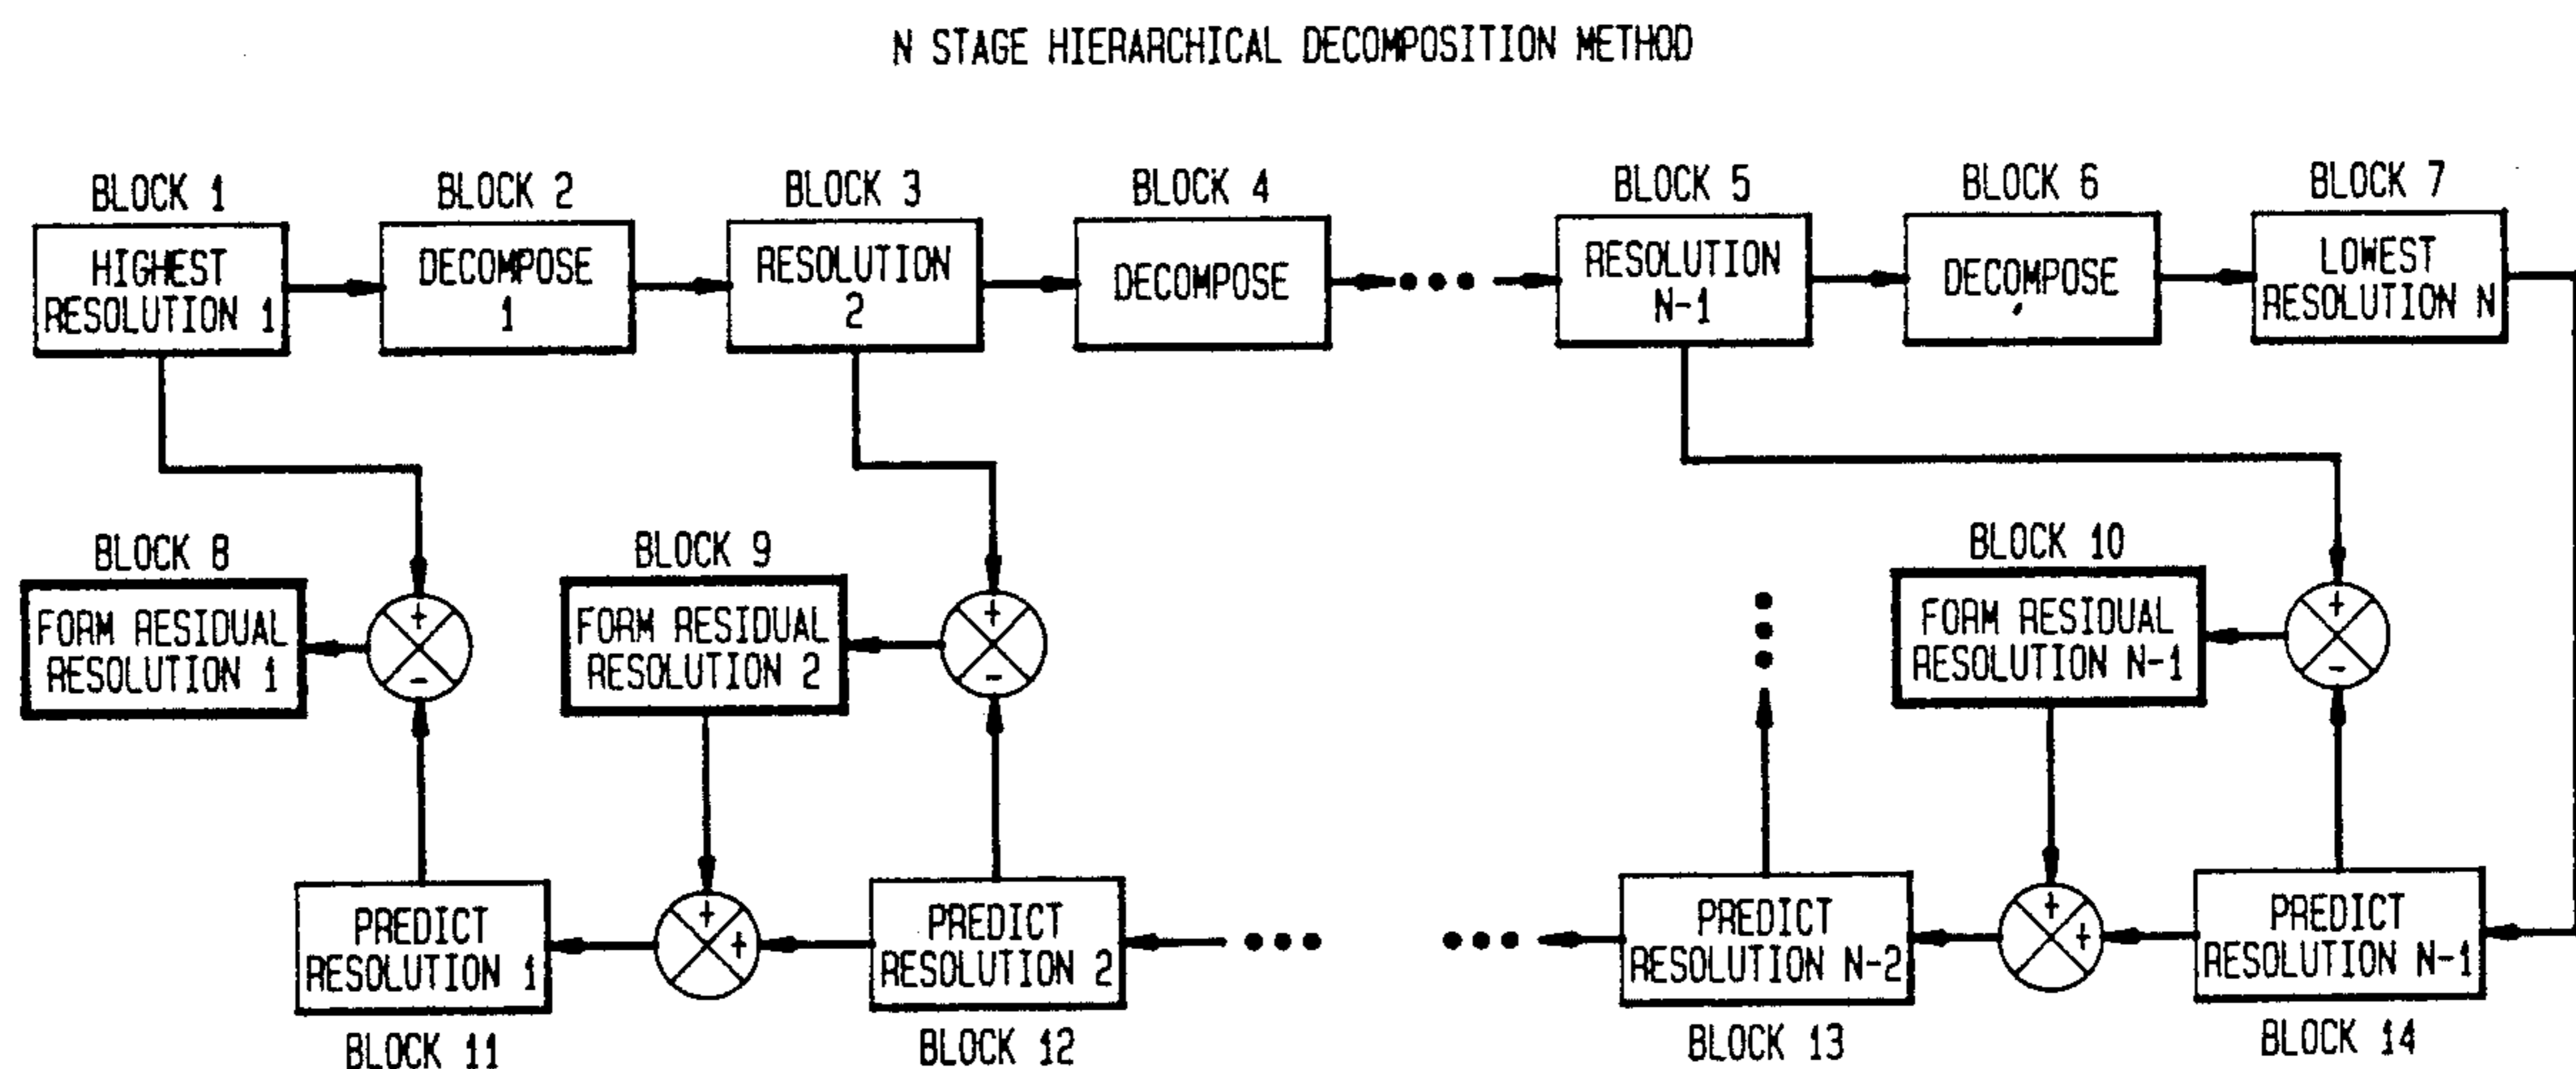 N STAGE HIERARCHICAL DECOMPOSITION METHOD
BLOCK 1
HIGHEST
RESOLUTION 1
BLOCK 2
DECOMPOSE
1
BLOCK 3
RESOLUTION
2
BLOCK 4
DECOMPOSE
BLOCK 5
RESOLUTION
N-1
BLOCK 6
DECOMPOSE
BLOCK 7
LOWEST
RESOLUTION N
BLOCK 8
FORM RESIDUAL
RESOLUTION 1
+
-
BLOCK 9
FORM RESIDUAL
RESOLUTION 2
+
-
BLOCK 10
FORM RESIDUAL
RESOLUTION N-1
+
-
PREDICT
RESOLUTION 1
BLOCK 11
+
+
PREDICT
RESOLUTION 2
BLOCK 12
PREDICT
RESOLUTION N-2
BLOCK 13
+
+
PREDICT
RESOLUTION N-1
BLOCK 14